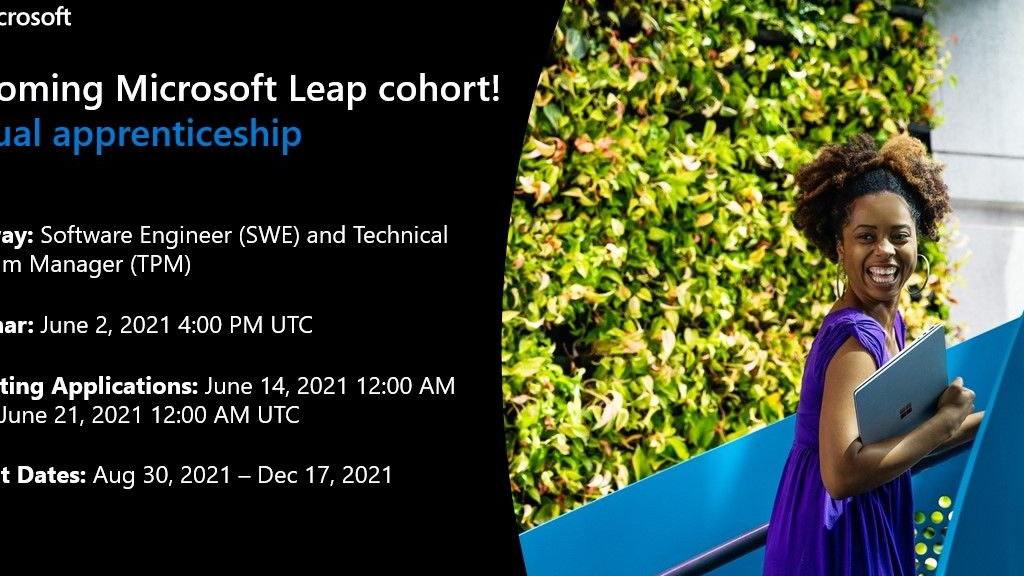 crosoft
oming Microsoft Leap cohort!
ual apprenticeship
ay: Software Engineer (SWE) and Technical
m Manager (TPM)
nar: June 2, 2021 4:00 PM UTC
ting Applications: June 14, 2021 12:00 AM
June 21, 2021 12:00 AM UTC
t Dates: Aug 30, 2021 – Dec 17, 2021